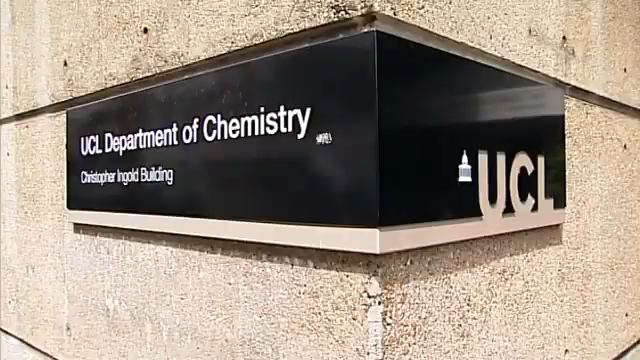 UCL Department of Chemistry
Christopher Ingold Building
UCL